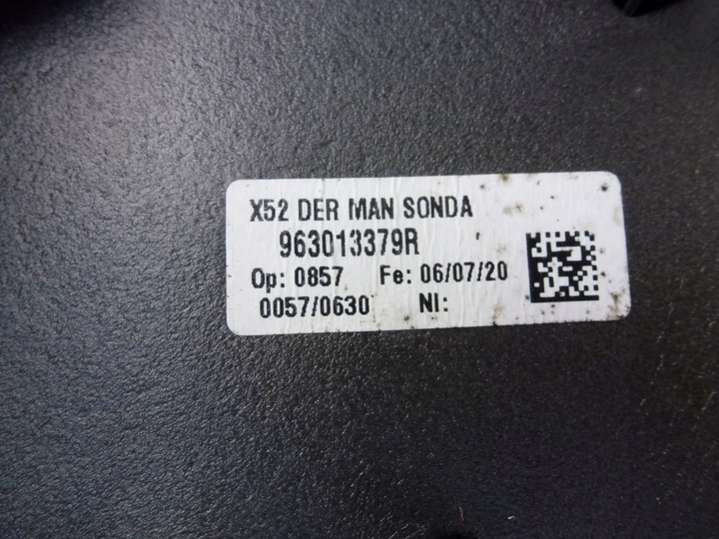 X52 DER MAN SONDA
963013379R
Op: 0857 Fe: 06/07/20
0057/0630 NI: